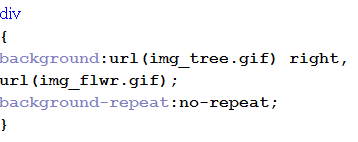 div
{
background:url(img_tree.gif) right,
url(img_flwr.gif);
background-repeat:no-repeat;
}